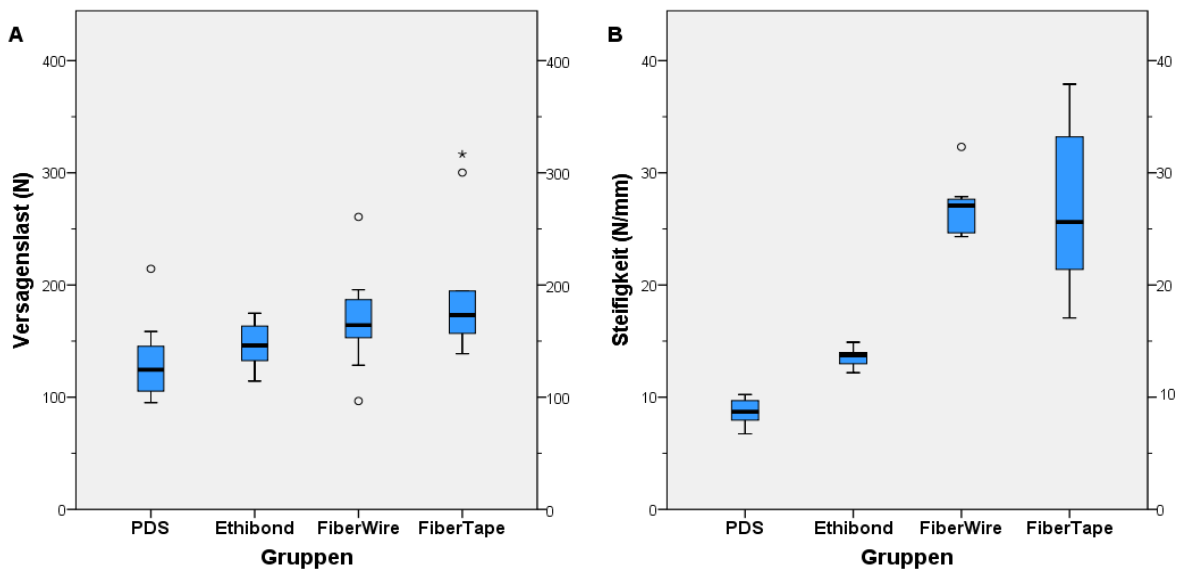 A
Versagenslast (N)
400
300
200
100
0
400
300
200
100
0
PDS Ethibond FiberWire FiberTape
Gruppen
B
Steifigkeit (N/mm)
40
30
20
10
0
40
30
20
10
0
PDS Ethibond FiberWire FiberTape
Gruppen